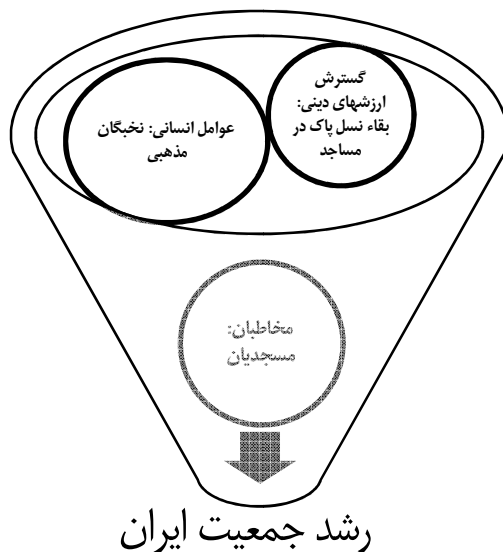 گسترش
ارزشهای دینی:
بقاء نسل پاک در
مساجد
عوامل انسانی: نخبگان
مذهبی
مخاطبان:
مسجدیان
رشد جمعیت ایران